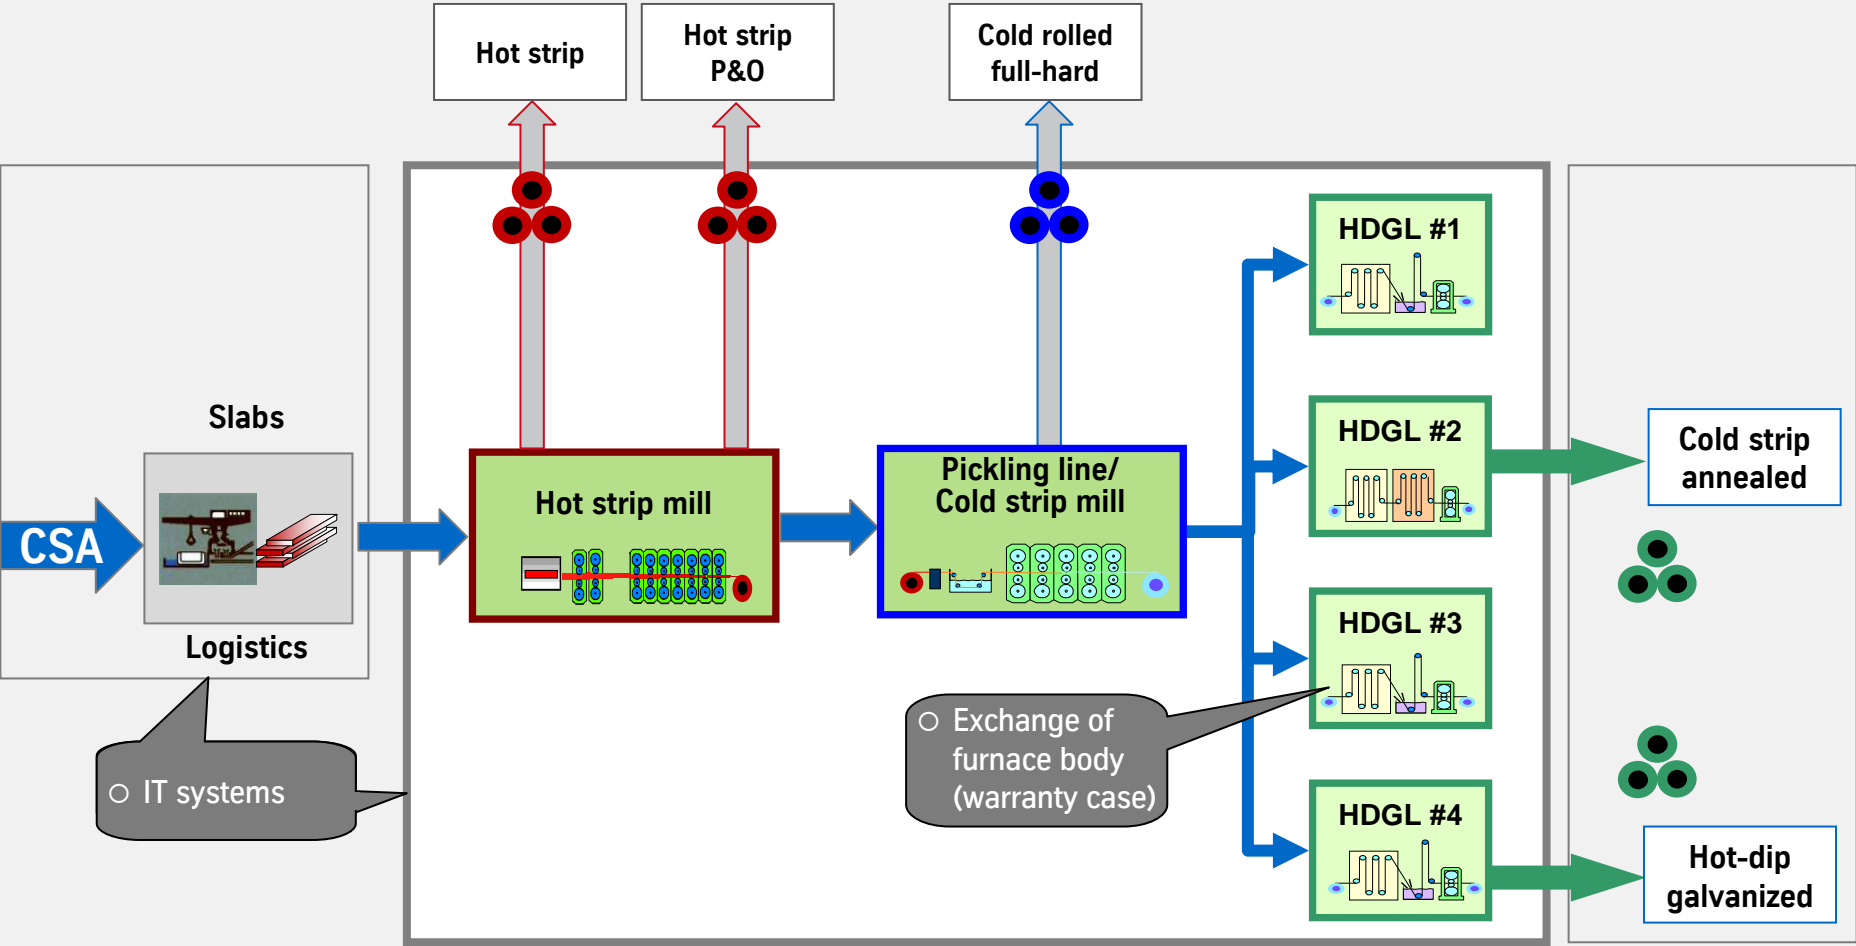 Hot strip
Hot strip
P&O
Cold rolled
full-hard
HDGL #1
Slabs
CSA
Logistics
Hot strip mill
Pickling line/
Cold strip mill
HDGL #2
Cold strip
annealed
HDGL #3
○ Exchange of
furnace body
(warranty case)
○ IT systems
HDGL #4
Hot-dip
galvanized